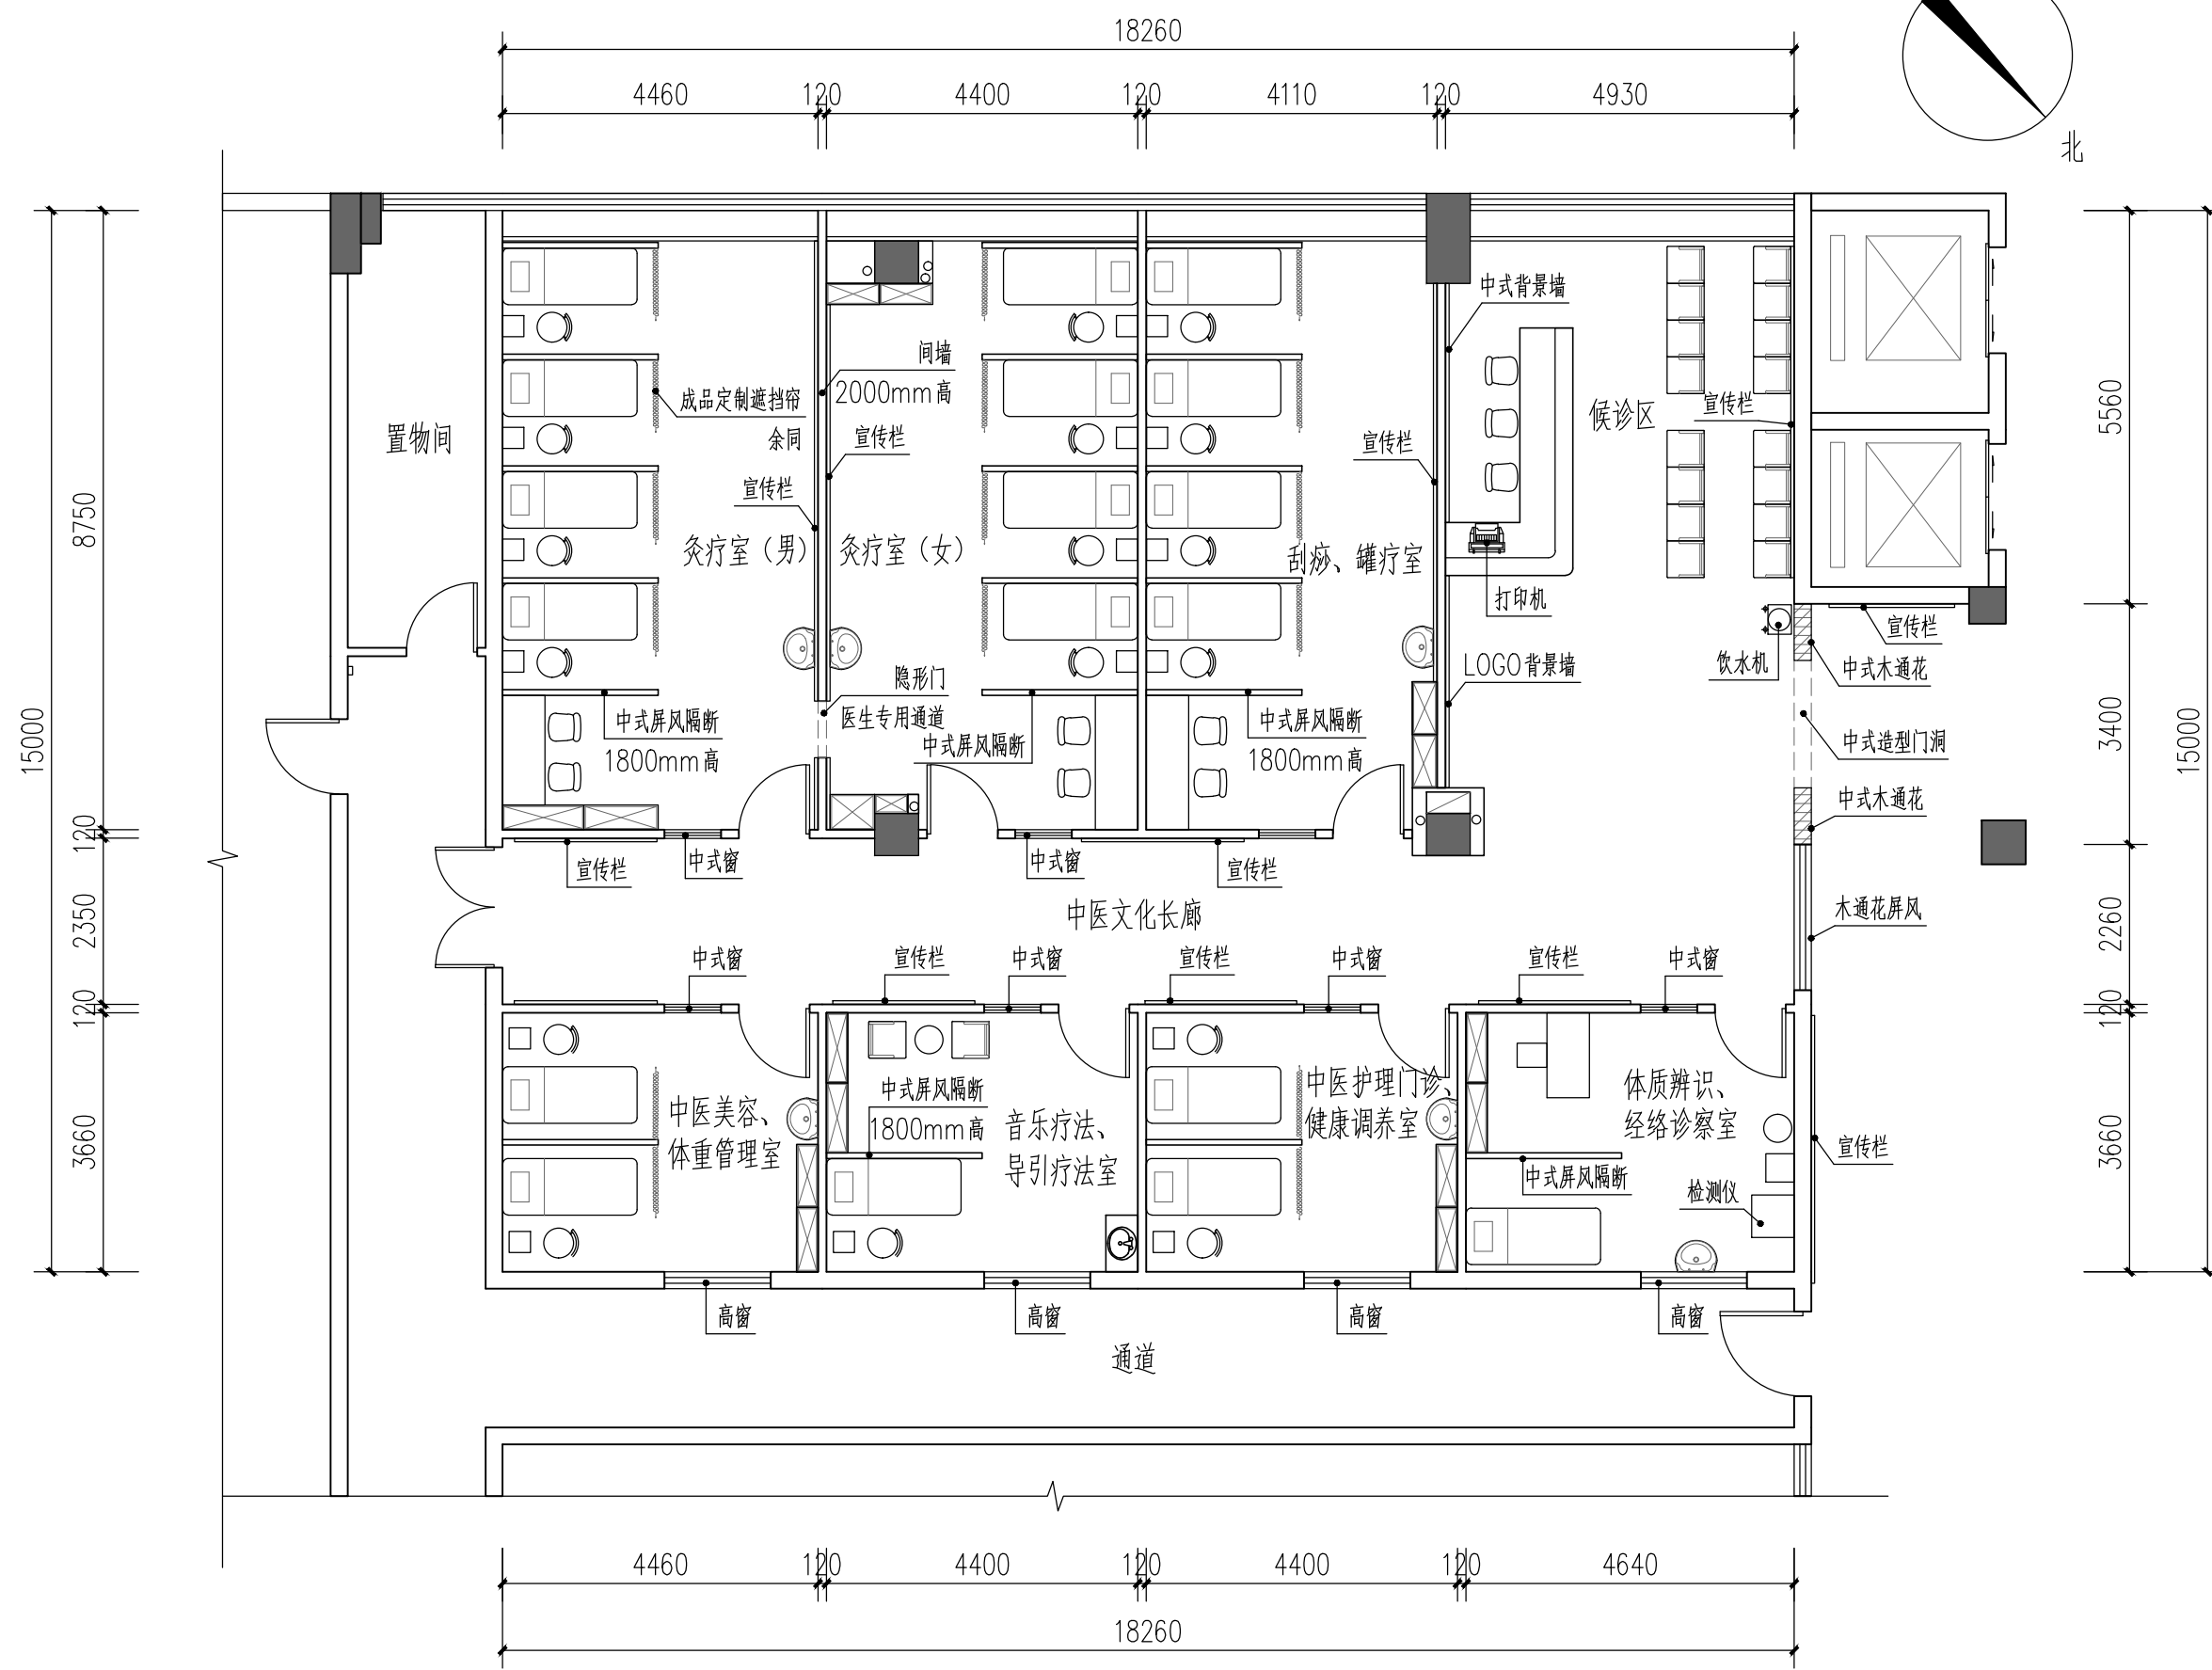 18260
4460
120
4400
120
4110
120
4930
北
中式背景墙
间墙
2000mm高
成品定制遮挡帘
余同
宣传栏
宣传栏
候诊区
宣传栏
置物间
宣传栏
灸疗室（男）
灸疗室（女）
刮痧、罐疗室
打印机
宣传栏
LOGO背景墙
饮水机
中式木通花
隐形门
医生专用通道
中式屏风隔断
1800mm高
中式屏风隔断
中式屏风隔断
1800mm高
中式造型门洞
中式木通花
宣传栏
中式窗
中式窗
宣传栏
中医文化长廊
木通花屏风
中式窗
宣传栏
中式窗
宣传栏
中式窗
宣传栏
中式窗
中医美容、
体重管理室
中式屏风隔断
1800mm高
音乐疗法、
导引疗法室
中医护理门诊、
健康调养室
体质辨识、
经络诊察室
宣传栏
中式屏风隔断
检测仪
高窗
高窗
高窗
高窗
通道
15000
8750
120
2350
120
3660
5560
3400
2260
120
3660
15000
4460
120
4400
120
4400
120
4640
18260